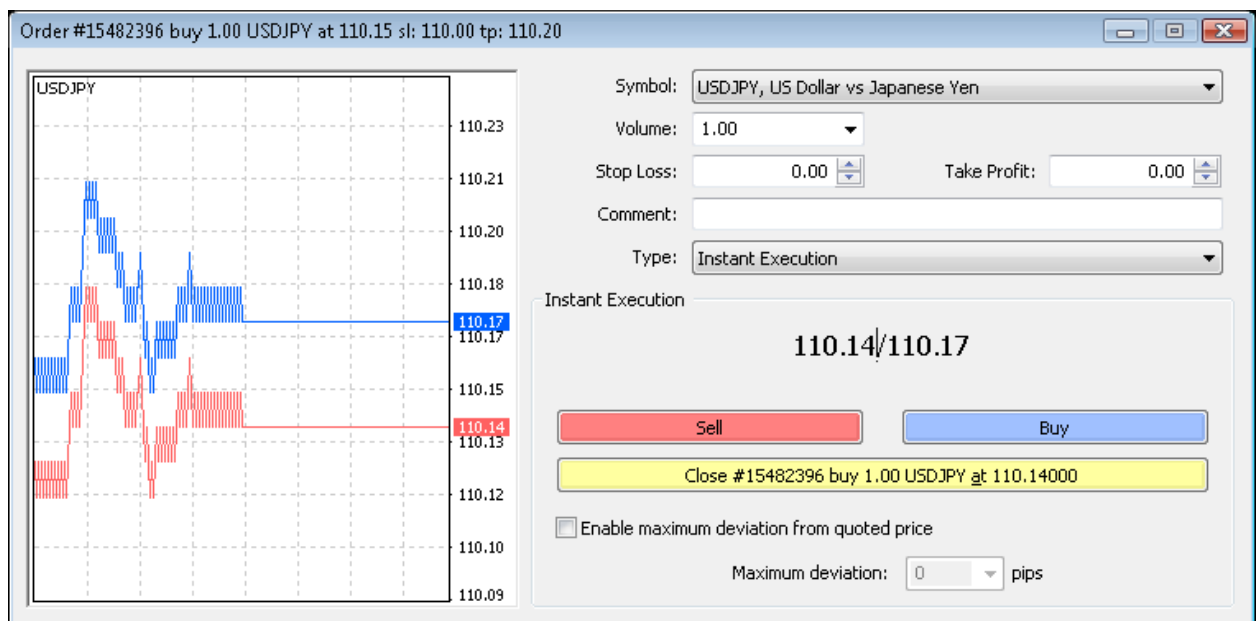 Order #15482396 buy 1.00 USDJPY at 110.15 sl: 110.00 tp: 110.20
USDJPY
110.23
110.21
110.20
110.18
110.17
110.17
110.15
110.14
110.13
110.12
110.10
110.09
Symbol: USDJPY, US Dollar vs Japanese Yen
Volume: 1.00
Stop Loss: 0.00 Take Profit: 0.00
Comment:
Type: Instant Execution
Instant Execution
110.14/110.17
Sell Buy
Close #15482396 buy 1.00 USDJPY at 110.14000
Enable maximum deviation from quoted price
Maximum deviation: 0 pips